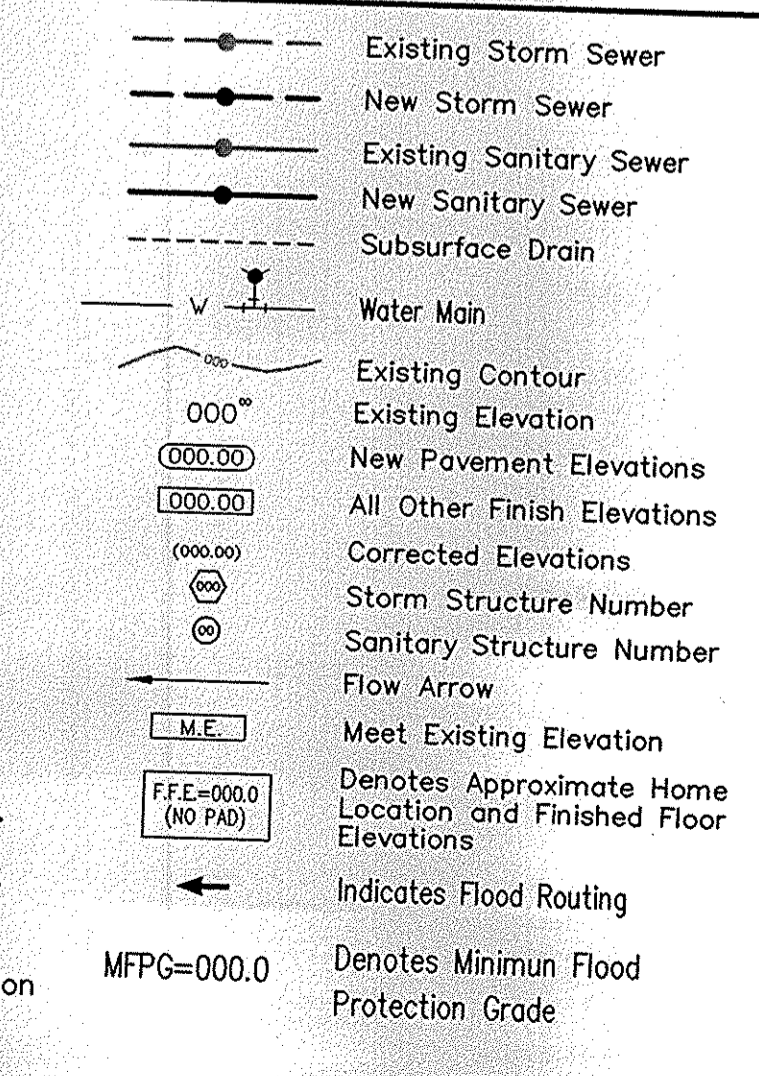 Existing Storm Sewer
New Storm Sewer
Existing Sanitary Sewer
New Sanitary Sewer
Subsurface Drain
W Water Main
000 Existing Contour
000⁰⁰ Existing Elevation
000.00 New Pavement Elevations
000.00 All Other Finish Elevations
(000.00) Corrected Elevations
000 Storm Structure Number
00 Sanitary Structure Number
Flow Arrow
M.E. Meet Existing Elevation
F.F.E.=000.0
(NO PAD)
Denotes Approximate Home
Location and Finished Floor
Elevations
Indicates Flood Routing
MFPG=000.0 Denotes Minimun Flood
Protection Grade
on